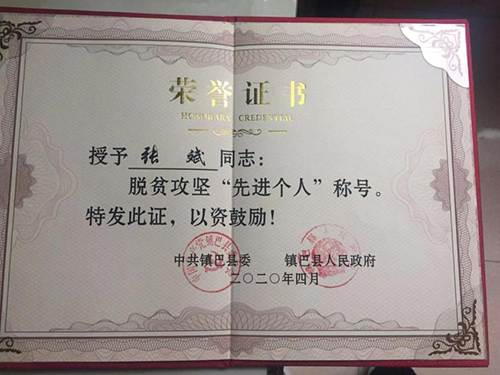 荣誉证书
HONORARY CREDENTIAL
授予 张斌 同志：
脱贫攻坚“先进个人”称号。
特发此证，以资鼓励！
中共镇巴县委 镇巴县人民政府
二〇二〇年四月